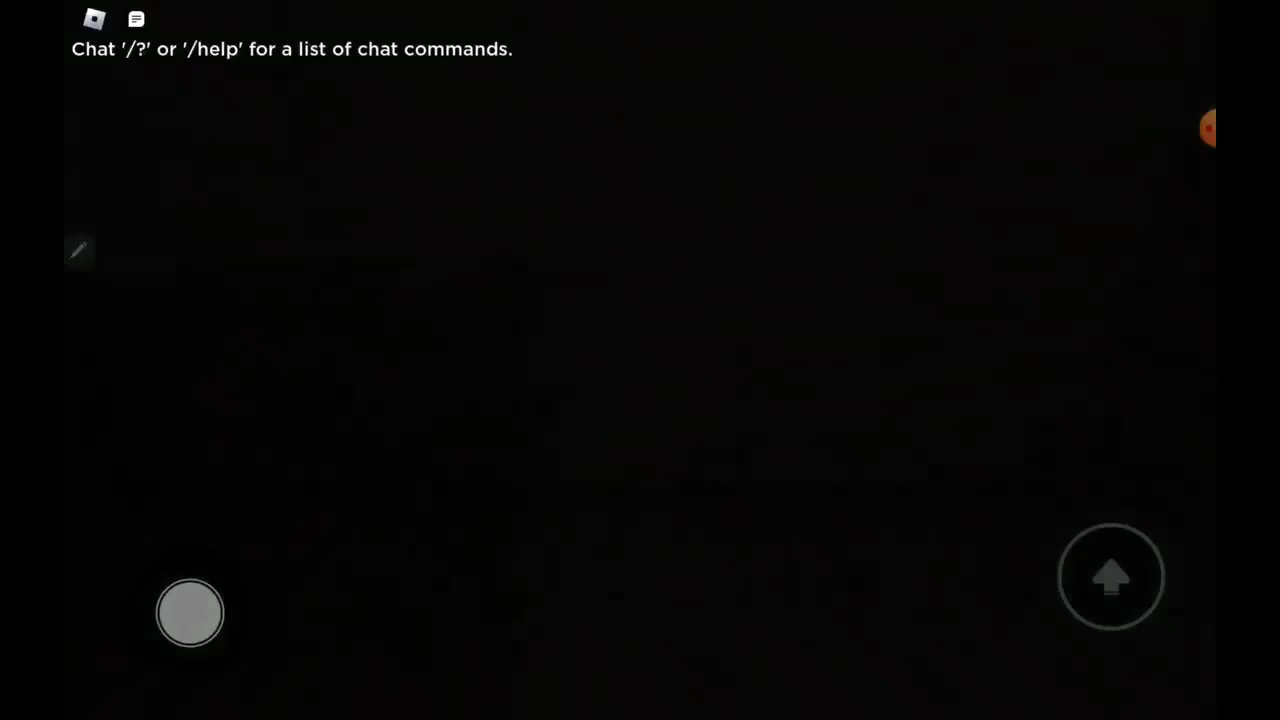 Chat '/?' or '/help' for a list of chat commands.